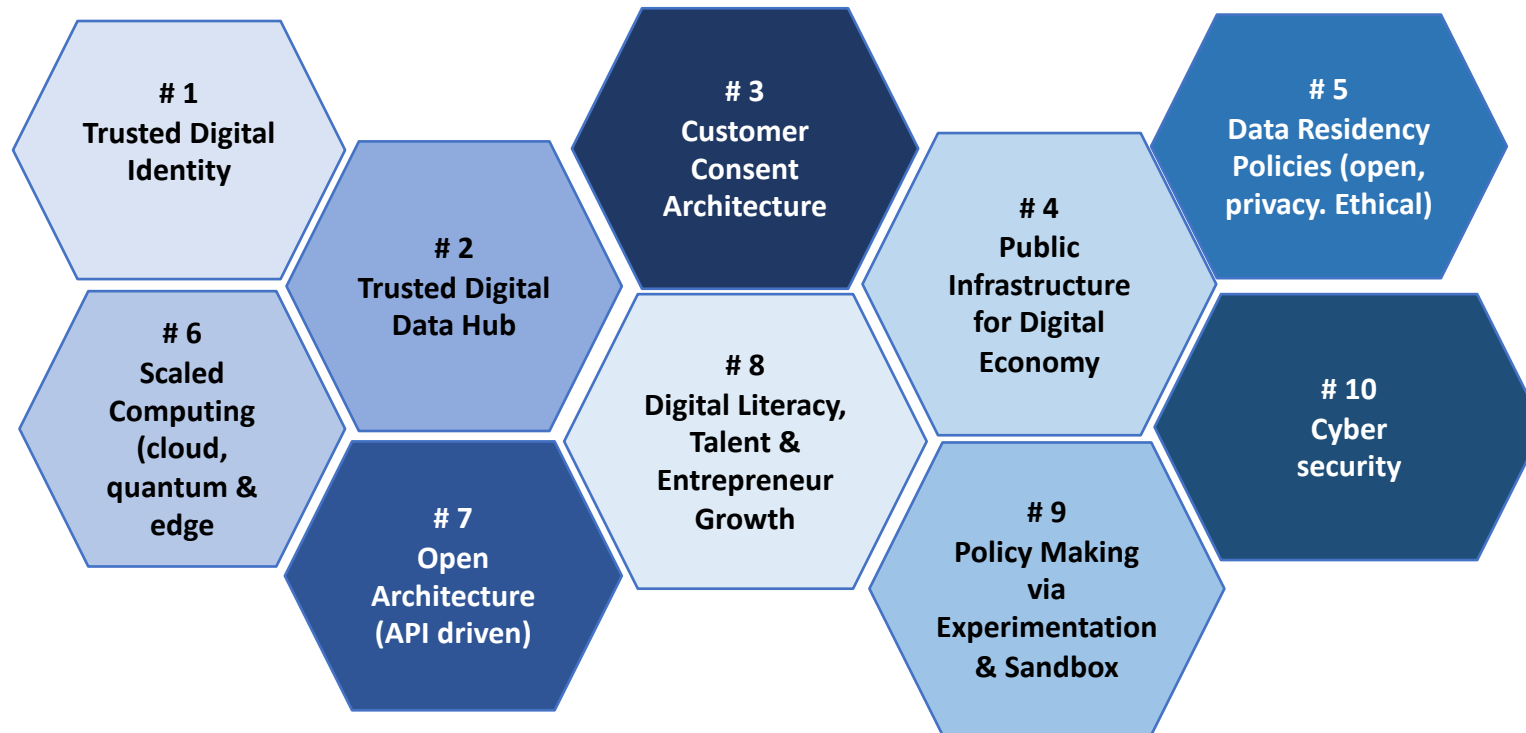 # 1
Trusted Digital
Identity
# 2
Trusted Digital
Data Hub
# 3
Customer
Consent
Architecture
# 4
Public
Infrastructure
for Digital
Economy
# 5
Data Residency
Policies (open,
privacy. Ethical)
# 6
Scaled
Computing
(cloud,
quantum &
edge
# 7
Open
Architecture
(API driven)
# 8
Digital Literacy,
Talent &
Entrepreneur
Growth
# 9
Policy Making
via
Experimentation
& Sandbox
# 10
Cyber
security